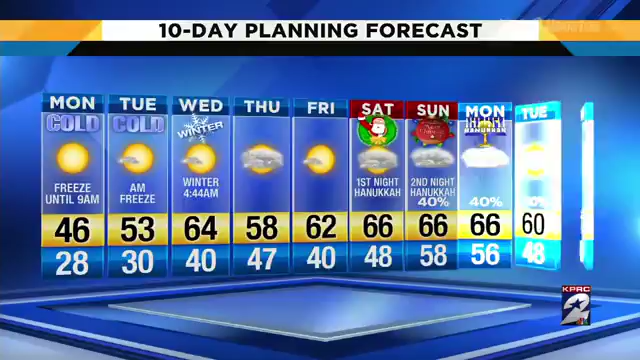 10-DAY PLANNING FORECAST
MON TUE WED THU FRI SAT SUN MON TUE
COLD COLD WINTER HANUKKAH
FREEZE UNTIL 9AM
AM FREEZE
WINTER 4:44AM
1ST NIGHT HANUKKAH
2ND NIGHT HANUKKAH
40% 40%
46 53 64 58 62 66 66 66 60
28 30 40 47 40 48 58 56 48
KPRC
2